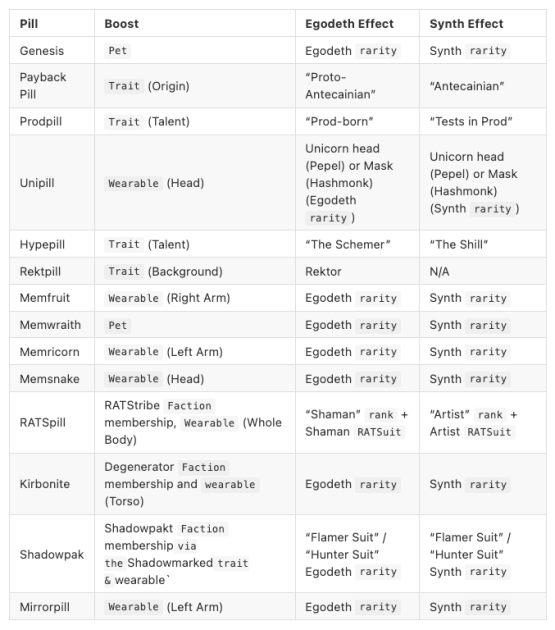 Pill Boost Egodeth Effect Synth Effect
Genesis Pet Egodeth rarity Synth rarity
Payback Pill Trait (Origin) “Proto-Antecainian” “Antecainian”
Prodpill Trait (Talent) “Prod-born” “Tests in Prod”
Unipill Wearable (Head) Unicorn head (Pepel) or Mask (Hashmonk) (Egodeth rarity ) Unicorn head (Pepel) or Mask (Hashmonk) (Synth rarity )
Hypepill Trait (Talent) “The Schemer” “The Shill”
Rektpill Trait (Background) Rektor N/A
Memfruit Wearable (Right Arm) Egodeth rarity Synth rarity
Memwraith Pet Egodeth rarity Synth rarity
Memricorn Wearable (Left Arm) Egodeth rarity Synth rarity
Memsnake Wearable (Head) Egodeth rarity Synth rarity
RATSpill RATStribe Faction membership, Wearable (Whole Body) “Shaman” rank + Shaman RATSuit “Artist” rank + Artist RATSuit
Kirbonite Degenerator Faction membership and wearable (Torso) Egodeth rarity Synth rarity
Shadowpak Shadowpakt Faction membership via the Shadowmarked trait & wearable` “Flamer Suit” / “Hunter Suit” Egodeth rarity “Flamer Suit” / “Hunter Suit” Synth rarity
Mirrorpill Wearable (Left Arm) Egodeth rarity Synth rarity